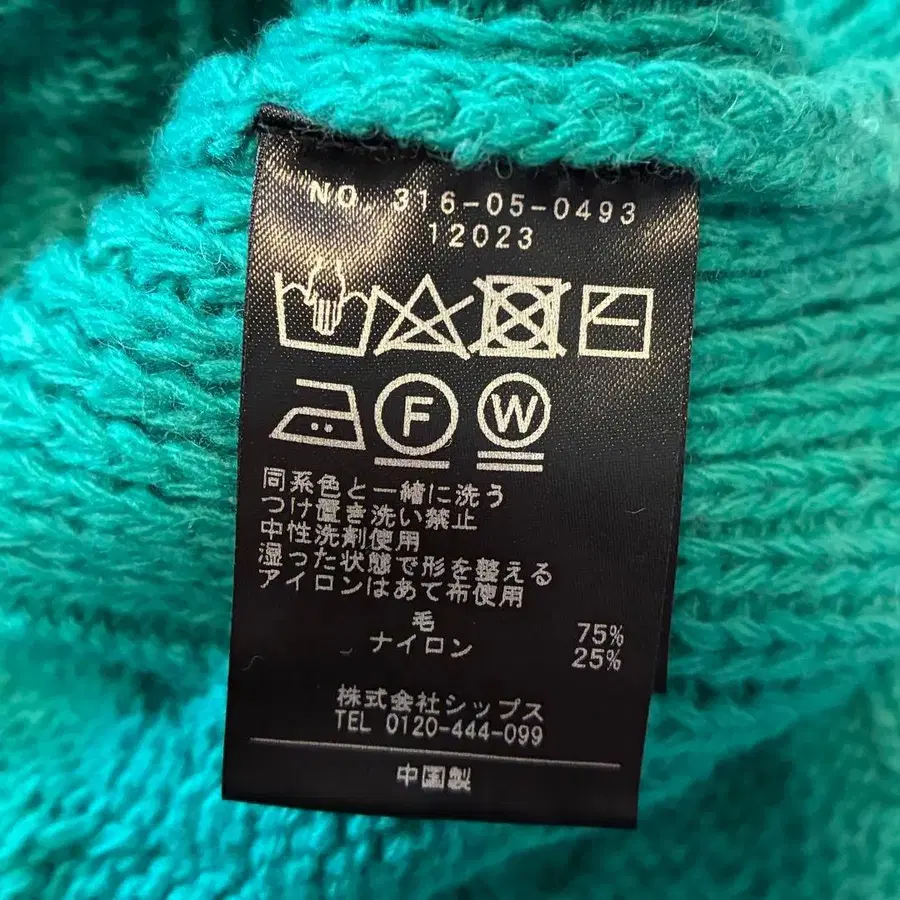 NO. 316-05-0493
12023
F W
同系色と一緒に洗う
つけ置き洗い禁止
中性洗剤使用
湿った状態で形を整える
アイロンはあて布使用
毛 75%
ナイロン 25%
株式会社シップス
TEL 0120-444-099
中国製